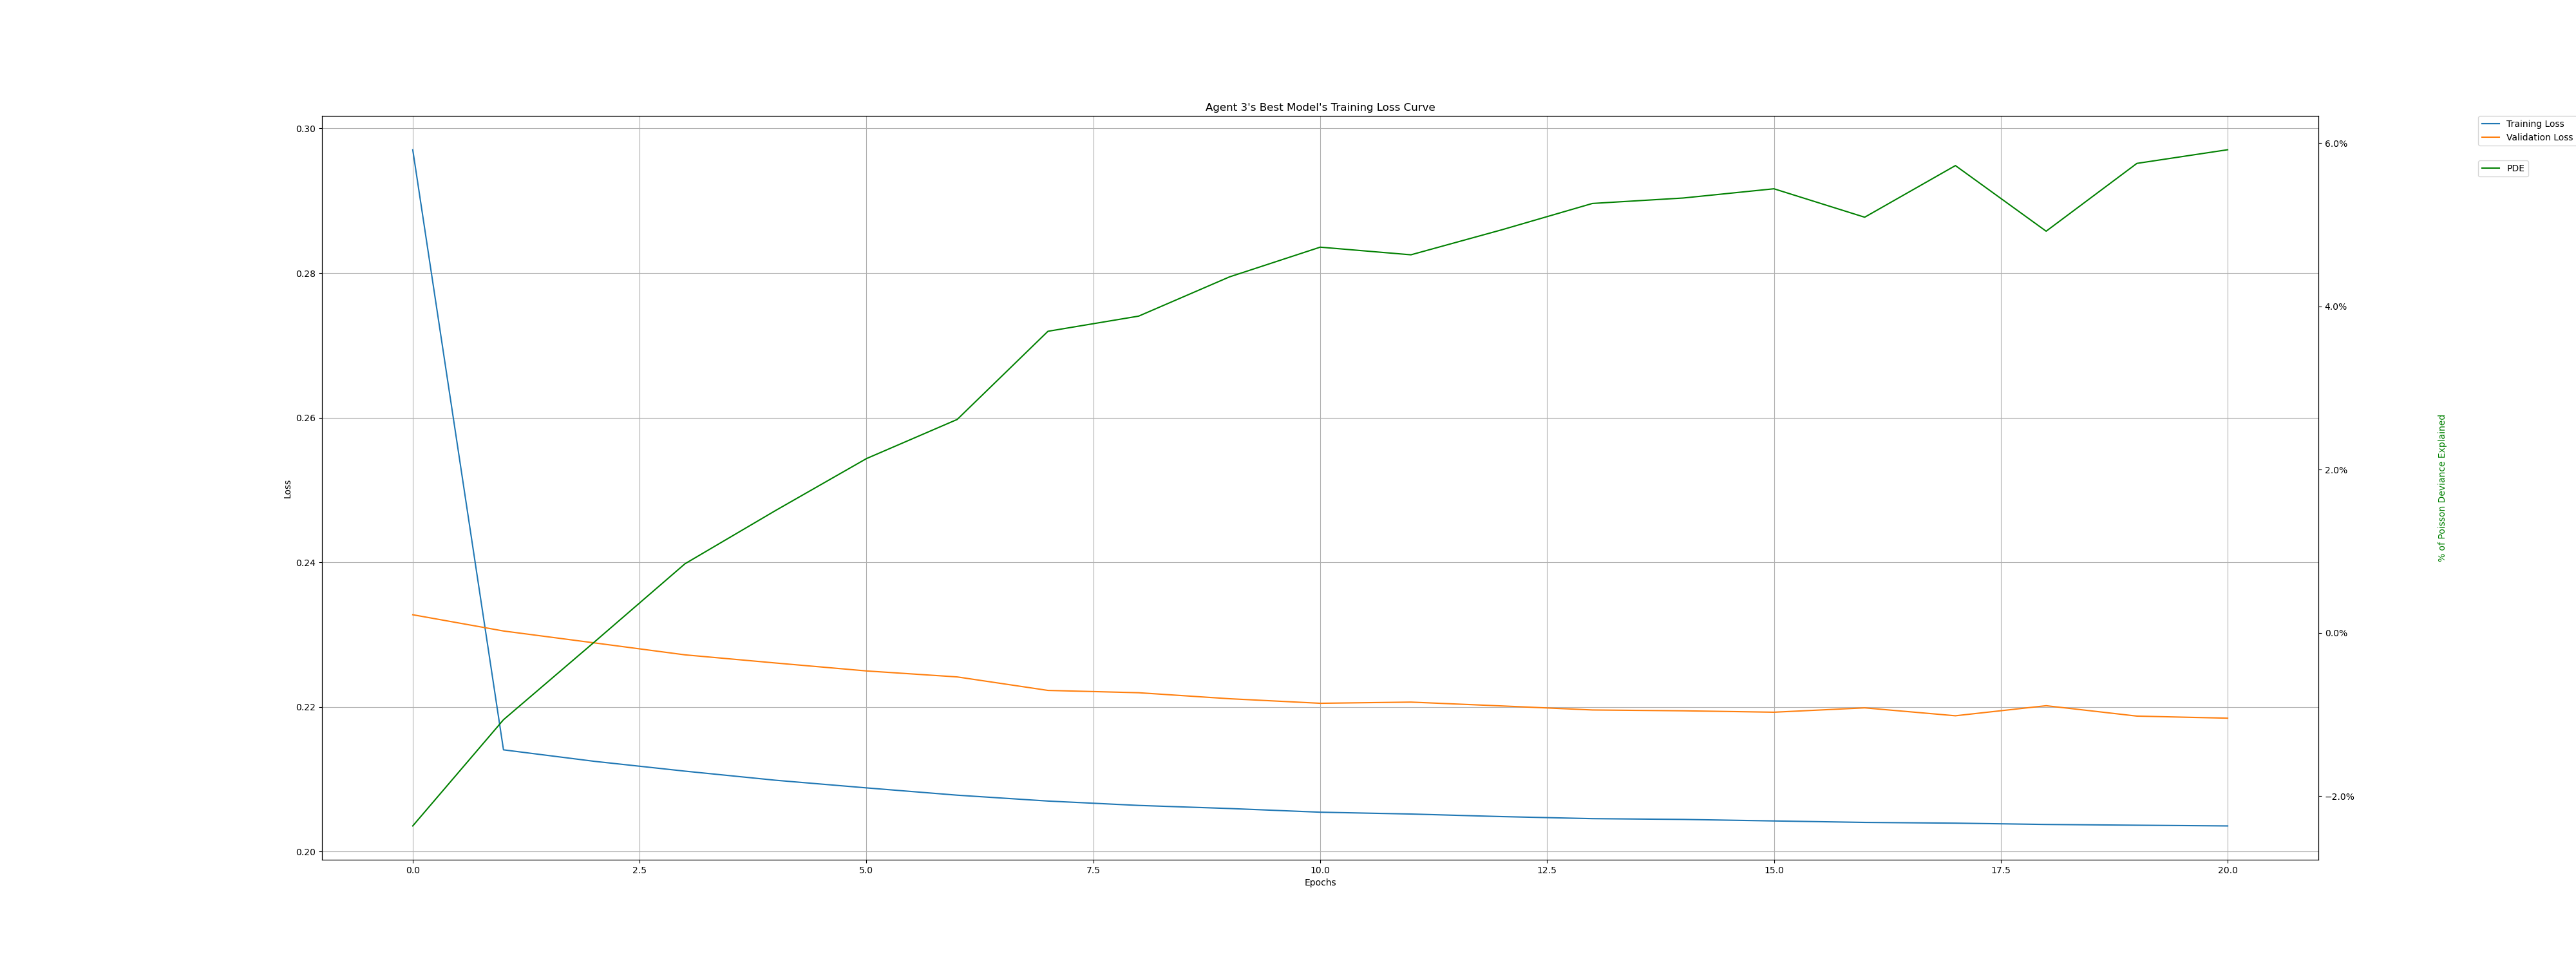 Agent 3's Best Model's Training Loss Curve
Training Loss
Validation Loss
PDE
Loss
0.30
0.28
0.26
0.24
0.22
0.20
6.0%
4.0%
2.0%
0.0%
−2.0%
% of Poisson Deviance Explained
0.0
2.5
5.0
7.5
10.0
12.5
15.0
17.5
20.0
Epochs